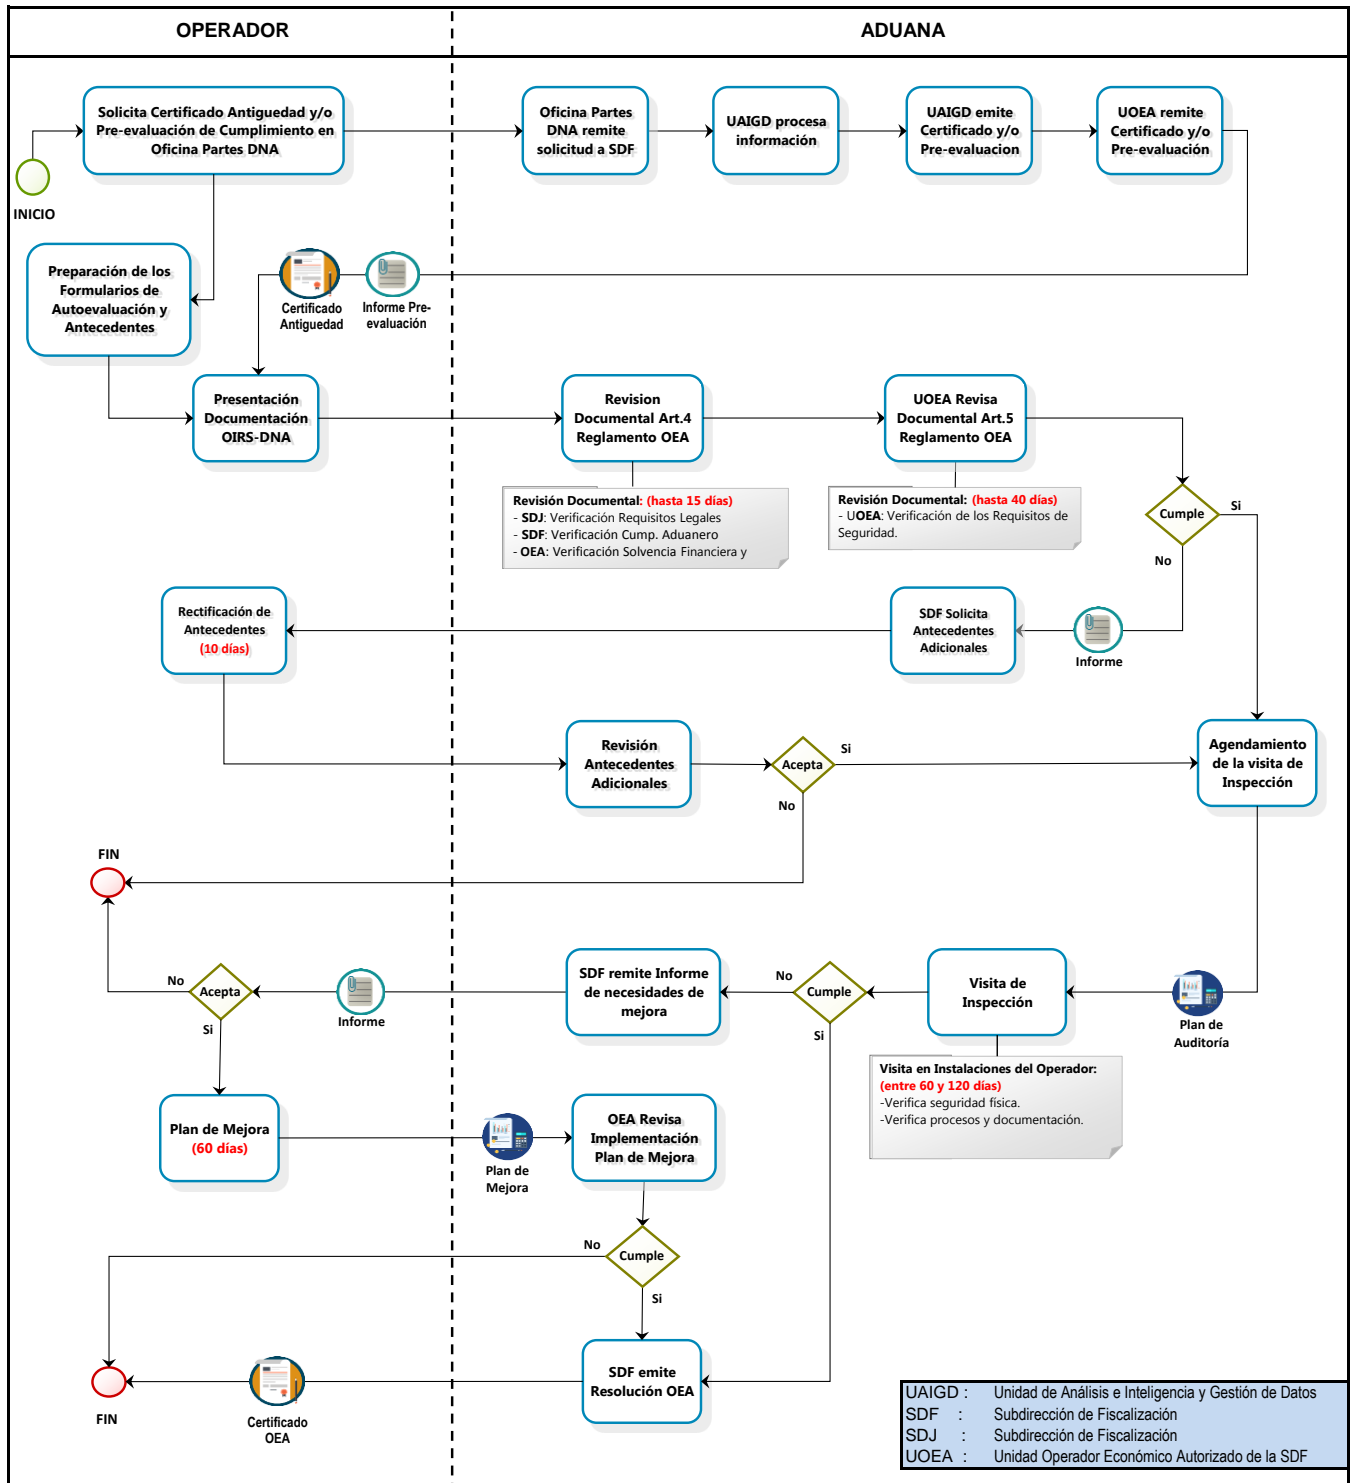 OPERADOR
ADUANA
Solicita Certificado Antiguedad y/o
Pre-evaluación de Cumplimiento en
Oficina Partes DNA
Oficina Partes
DNA remite
solicitud a SDF
UAIGD procesa
información
UAIGD emite
Certificado y/o
Pre-evaluacion
UOEA remite
Certificado y/o
Pre-evaluación
INICIO
Preparación de los
Formularios de
Autoevaluación y
Antecedentes
Certificado
Antiguedad
Informe Pre-
evaluación
Presentación
Documentación
OIRS-DNA
Revision
Documental Art.4
Reglamento OEA
UOEA Revisa
Documental Art.5
Reglamento OEA
Revisión Documental: (hasta 15 días)
- SDJ: Verificación Requisitos Legales
- SDF: Verificación Cump. Aduanero
- OEA: Verificación Solvencia Financiera y
Revisión Documental: (hasta 40 días)
- UOEA: Verificación de los Requisitos de
Seguridad.
Cumple
Si
No
Rectificación de
Antecedentes
(10 días)
SDF Solicita
Antecedentes
Adicionales
Informe
Revisión
Antecedentes
Adicionales
Acepta
Si
No
Agendamiento
de la visita de
Inspección
FIN
No
Acepta
Si
Informe
SDF remite Informe
de necesidades de
mejora
No
Cumple
Si
Visita de
Inspección
Plan de
Auditoría
Visita en Instalaciones del Operador:
(entre 60 y 120 días)
-Verifica seguridad física.
-Verifica procesos y documentación.
Plan de Mejora
(60 días)
Plan de
Mejora
OEA Revisa
Implementación
Plan de Mejora
No
Cumple
Si
SDF emite
Resolución OEA
FIN
Certificado
OEA
UAIGD : Unidad de Análisis e Inteligencia y Gestión de Datos
SDF : Subdirección de Fiscalización
SDJ : Subdirección de Fiscalización
UOEA : Unidad Operador Económico Autorizado de la SDF